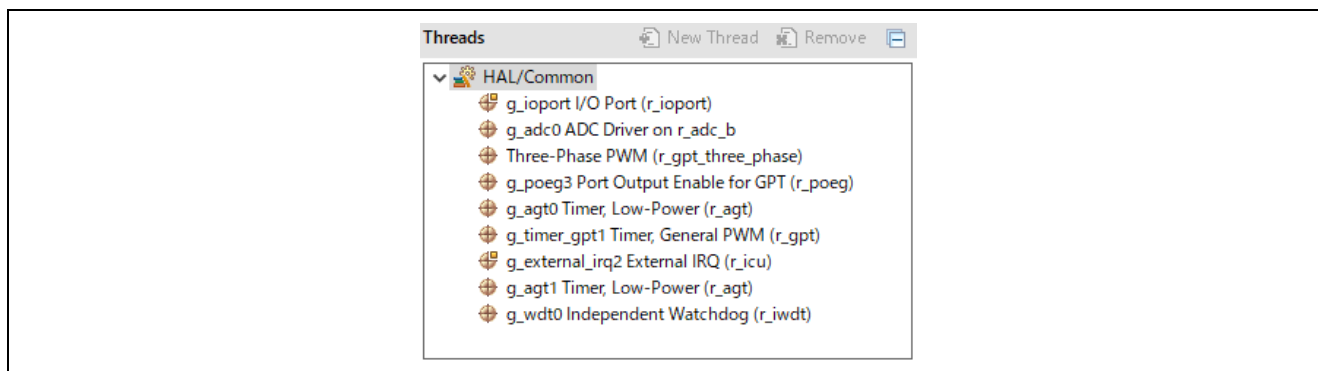 Threads New Thread Remove
HAL/Common
g_ioport I/O Port (r_ioport)
g_adc0 ADC Driver on r_adc_b
Three-Phase PWM (r_gpt_three_phase)
g_poeg3 Port Output Enable for GPT (r_poeg)
g_agt0 Timer, Low-Power (r_agt)
g_timer_gpt1 Timer, General PWM (r_gpt)
g_external_irq2 External IRQ (r_icu)
g_agt1 Timer, Low-Power (r_agt)
g_wdt0 Independent Watchdog (r_iwdt)